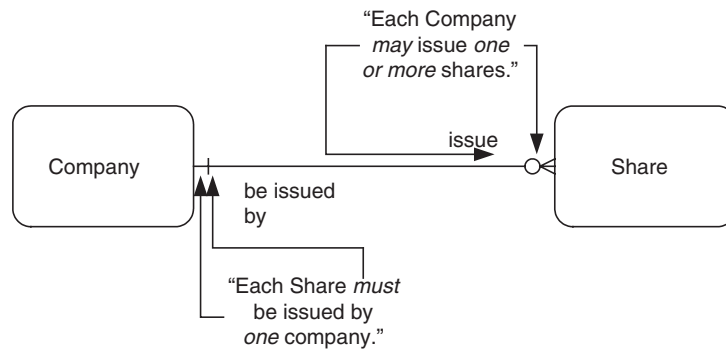 “Each Company
may issue one
or more shares.”
issue
Company
Share
be issued
by
“Each Share must
be issued by
one company.”